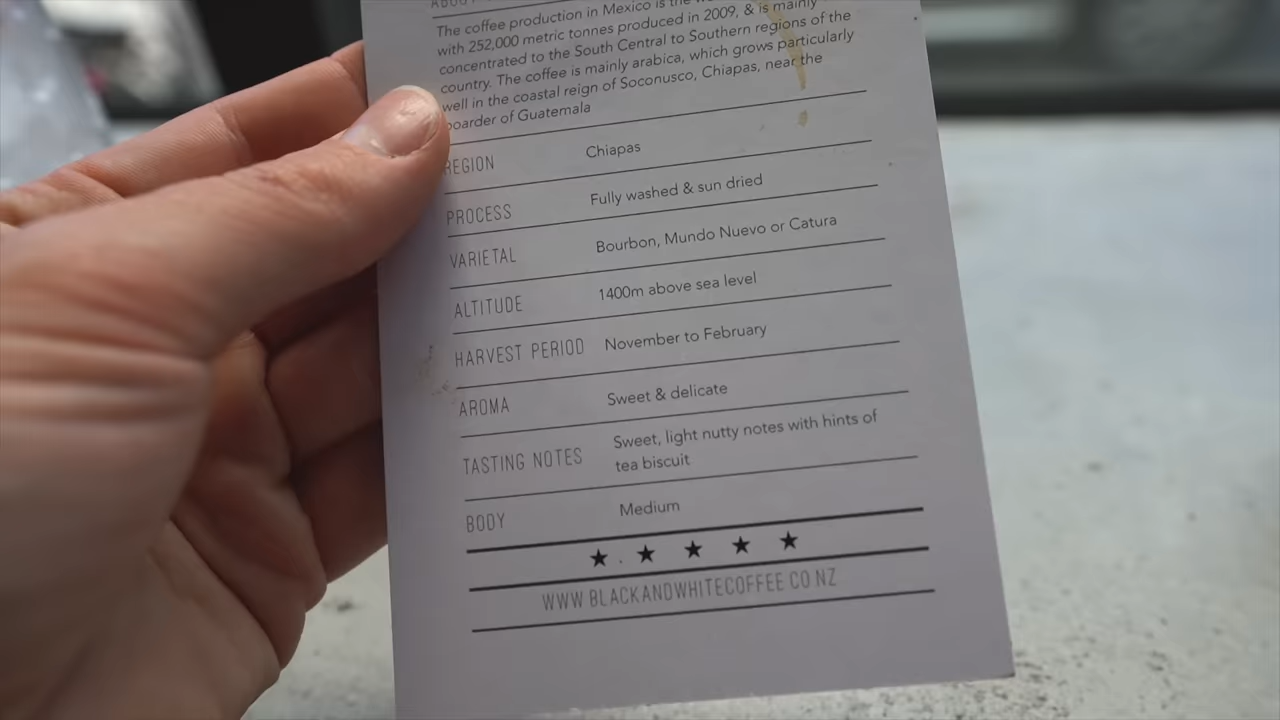 The coffee production in Mexico is the
with 252,000 metric tonnes produced in 2009, & is mainly
concentrated to the South Central to Southern regions of the
country. The coffee is mainly arabica, which grows particularly
well in the coastal reign of Soconusco, Chiapas, near the
boarder of Guatemala
REGION Chiapas
PROCESS Fully washed & sun dried
VARIETAL Bourbon, Mundo Nuevo or Catura
ALTITUDE 1400m above sea level
HARVEST PERIOD November to February
AROMA Sweet & delicate
TASTING NOTES Sweet, light nutty notes with hints of
tea biscuit
BODY Medium
WWW.BLACKANDWHITECOFFEE.CO.NZ